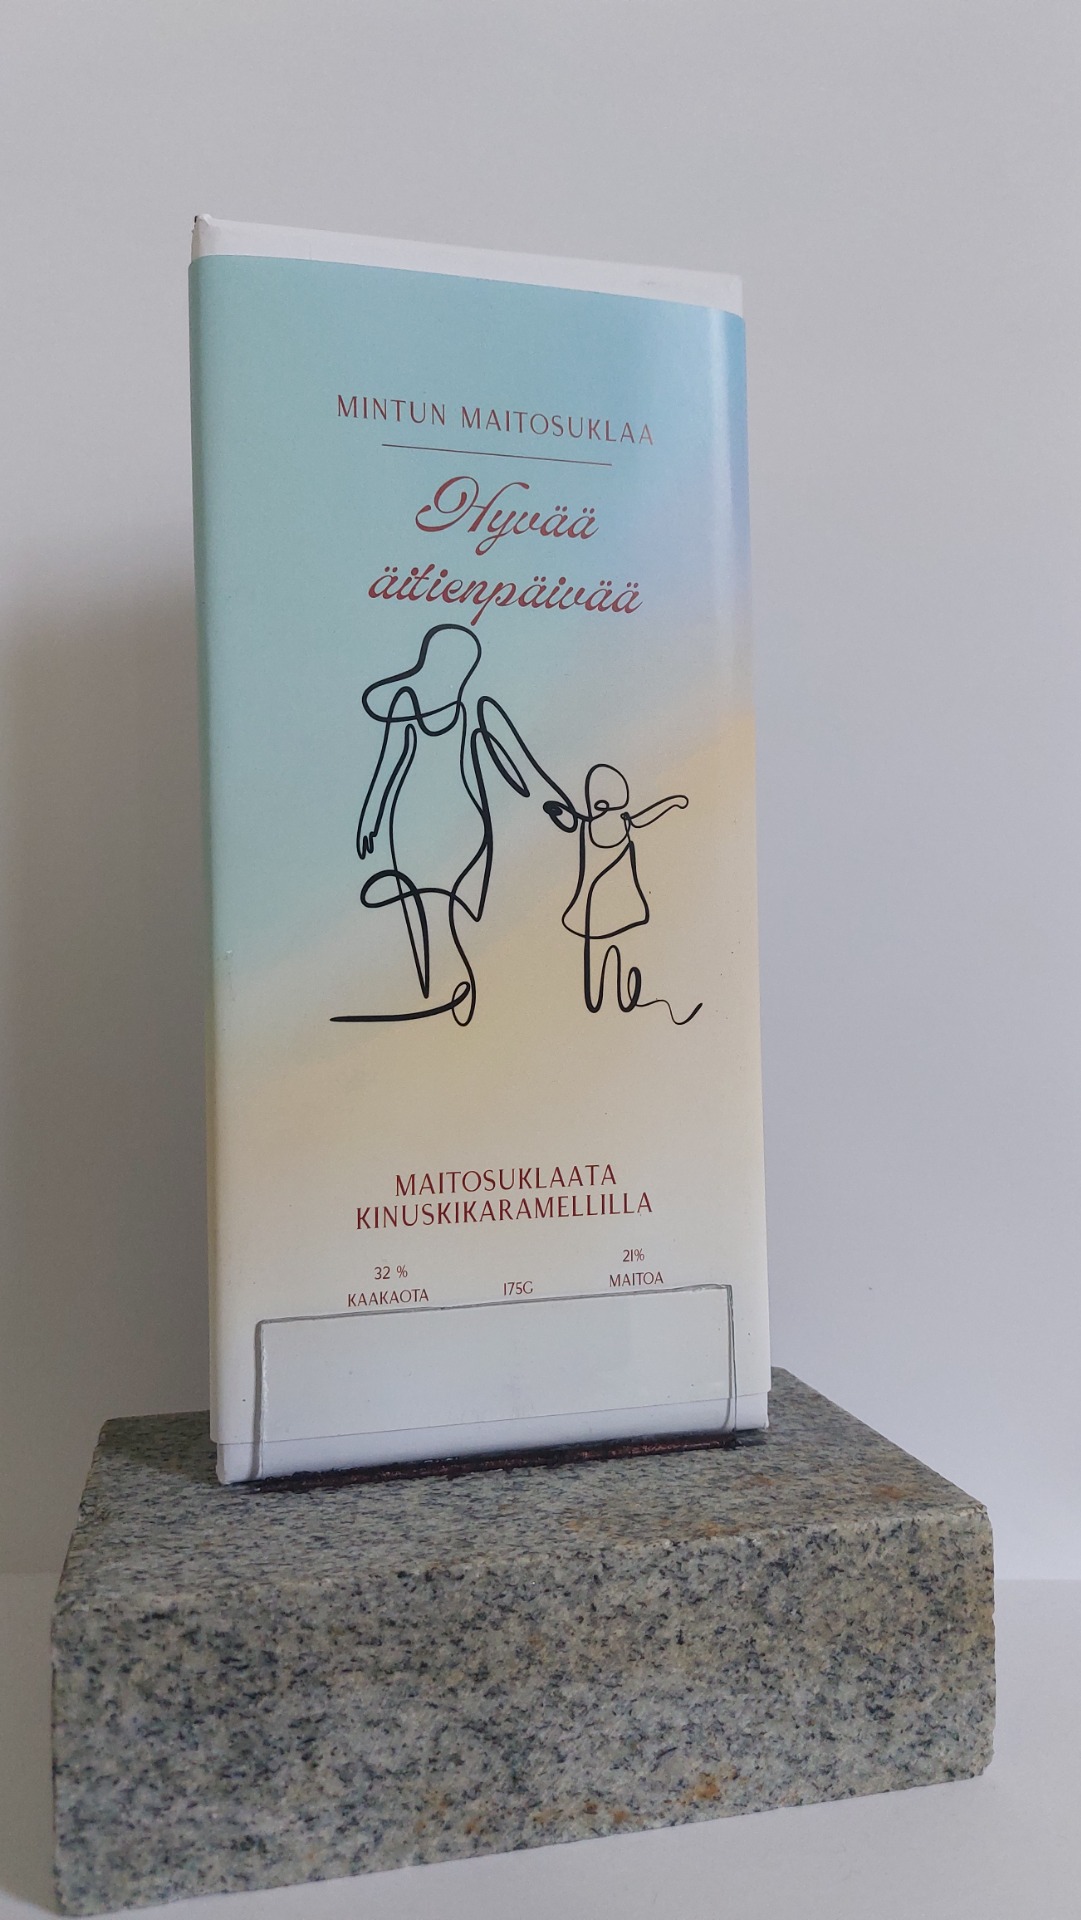 MINTUN MAITOSUKLAA
Hyvää
äitienpäivää
MAITOSUKLAATA
KINUSKIKARAMELLILLA
32 %
KAAKAOTA
175G
21%
MAITOA